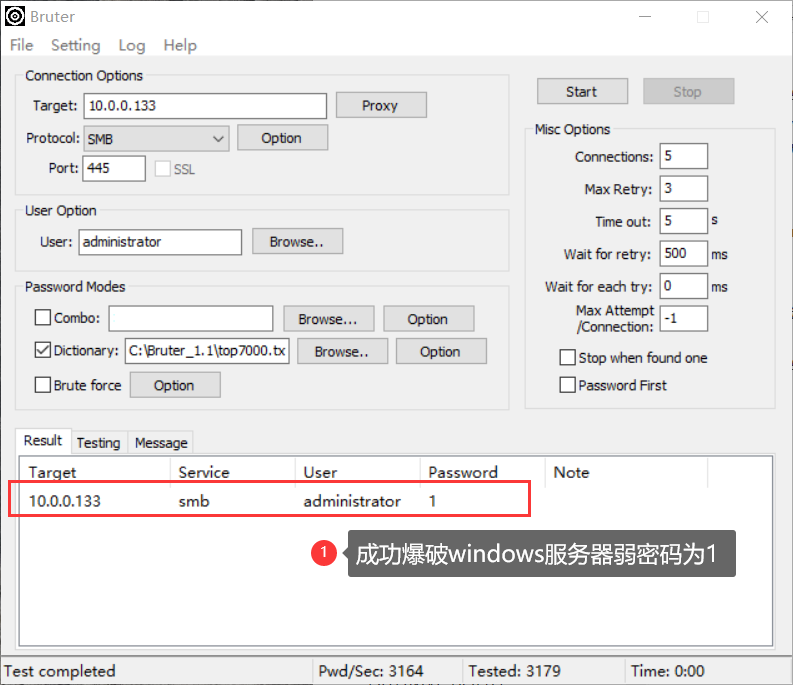 Bruter
File Setting Log Help
Connection Options
Target: 10.0.0.133 Proxy
Protocol: SMB Option
Port: 445 SSL
User Option
User: administrator Browse..
Password Modes
Combo: Browse... Option
Dictionary: C:\Bruter_1.1\top7000.tx Browse.. Option
Brute force Option
Start Stop
Misc Options
Connections: 5
Max Retry: 3
Time out: 5 s
Wait for retry: 500 ms
Wait for each try: 0 ms
Max Attempt
/Connection: -1
Stop when found one
Password First
Result Testing Message
Target Service User Password Note
10.0.0.133 smb administrator 1
1 成功爆破windows服务器弱密码为1
Test completed Pwd/Sec: 3164 Tested: 3179 Time: 0:00